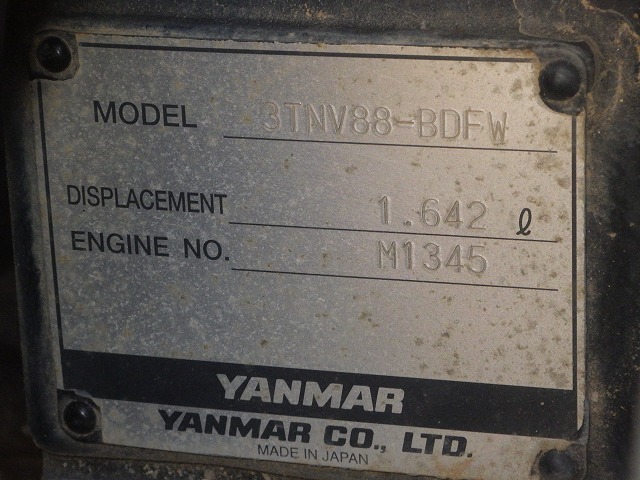 MODEL 3TNV88-BDFW
DISPLACEMENT 1.642 ℓ
ENGINE NO. M1345
YANMAR
YANMAR CO., LTD.
MADE IN JAPAN